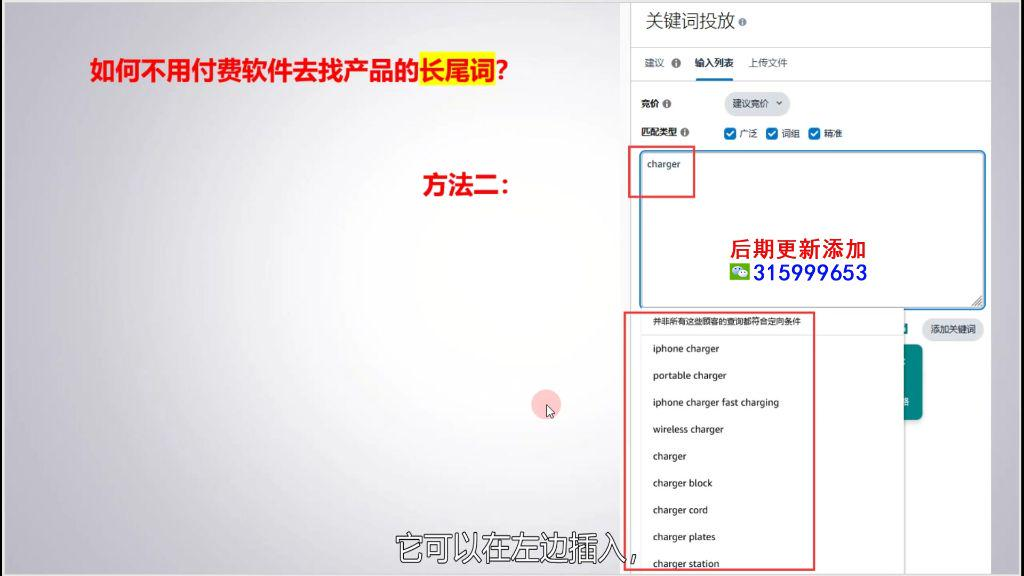 如何不用付费软件去找产品的长尾词?
方法二：
关键词投放
建议 输入列表 上传文件
竞价 建议竞价
匹配类型 广泛 词组 精准
charger
后期更新添加
315999653
并非所有这些顾客的查询都符合定向条件
添加关键词
iphone charger
portable charger
iphone charger fast charging
wireless charger
charger
charger block
charger cord
charger plates
charger station
它可以在左边插入，